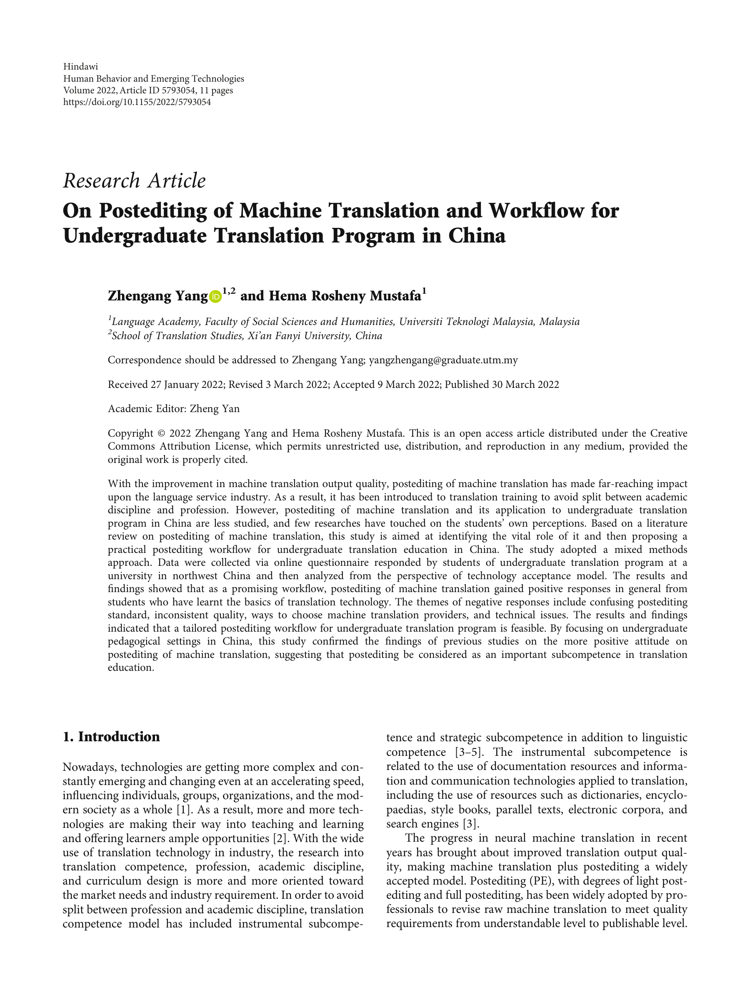 Hindawi
Human Behavior and Emerging Technologies
Volume 2022, Article ID 5793054, 11 pages
https://doi.org/10.1155/2022/5793054
Research Article
On Postediting of Machine Translation and Workflow for
Undergraduate Translation Program in China
Zhengang Yang iD 1,2 and Hema Rosheny Mustafa1
1Language Academy, Faculty of Social Sciences and Humanities, Universiti Teknologi Malaysia, Malaysia
2School of Translation Studies, Xi’an Fanyi University, China
Correspondence should be addressed to Zhengang Yang; yangzhengang@graduate.utm.my
Received 27 January 2022; Revised 3 March 2022; Accepted 9 March 2022; Published 30 March 2022
Academic Editor: Zheng Yan
Copyright © 2022 Zhengang Yang and Hema Rosheny Mustafa. This is an open access article distributed under the Creative
Commons Attribution License, which permits unrestricted use, distribution, and reproduction in any medium, provided the
original work is properly cited.
With the improvement in machine translation output quality, postediting of machine translation has made far-reaching impact
upon the language service industry. As a result, it has been introduced to translation training to avoid split between academic
discipline and profession. However, postediting of machine translation and its application to undergraduate translation
program in China are less studied, and few researches have touched on the students’ own perceptions. Based on a literature
review on postediting of machine translation, this study is aimed at identifying the vital role of it and then proposing a
practical postediting workflow for undergraduate translation education in China. The study adopted a mixed methods
approach. Data were collected via online questionnaire responded by students of undergraduate translation program at a
university in northwest China and then analyzed from the perspective of technology acceptance model. The results and
findings showed that as a promising workflow, postediting of machine translation gained positive responses in general from
students who have learnt the basics of translation technology. The themes of negative responses include confusing postediting
standard, inconsistent quality, ways to choose machine translation providers, and technical issues. The results and findings
indicated that a tailored postediting workflow for undergraduate translation program is feasible. By focusing on undergraduate
pedagogical settings in China, this study confirmed the findings of previous studies on the more positive attitude on
postediting of machine translation, suggesting that postediting be considered as an important subcompetence in translation
education.
1. Introduction
Nowadays, technologies are getting more complex and con-
stantly emerging and changing even at an accelerating speed,
influencing individuals, groups, organizations, and the mod-
ern society as a whole [1]. As a result, more and more tech-
nologies are making their way into teaching and learning
and offering learners ample opportunities [2]. With the wide
use of translation technology in industry, the research into
translation competence, profession, academic discipline,
and curriculum design is more and more oriented toward
the market needs and industry requirement. In order to avoid
split between profession and academic discipline, translation
competence model has included instrumental subcompe-
tence and strategic subcompetence in addition to linguistic
competence [3–5]. The instrumental subcompetence is
related to the use of documentation resources and informa-
tion and communication technologies applied to translation,
including the use of resources such as dictionaries, encyclo-
paedias, style books, parallel texts, electronic corpora, and
search engines [3].
The progress in neural machine translation in recent
years has brought about improved translation output qual-
ity, making machine translation plus postediting a widely
accepted model. Postediting (PE), with degrees of light post-
editing and full postediting, has been widely adopted by pro-
fessionals to revise raw machine translation to meet quality
requirements from understandable level to publishable level.